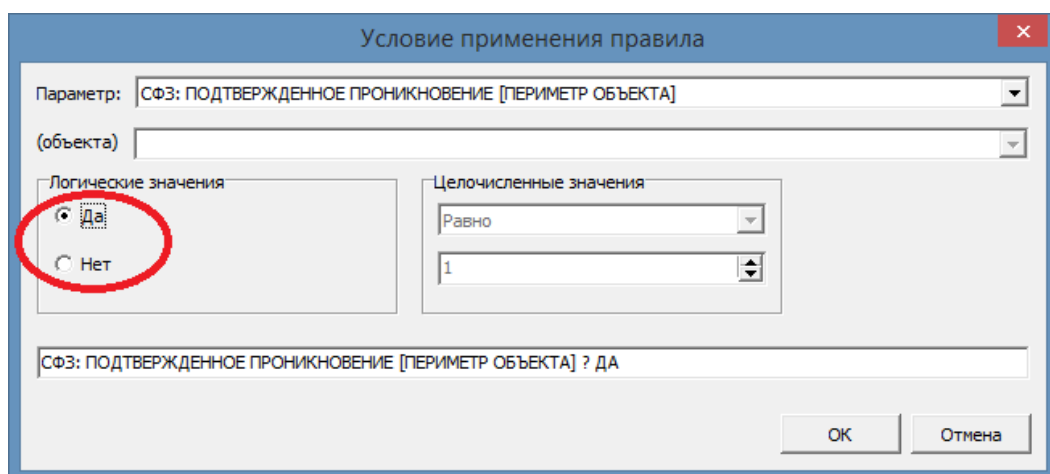 Условие применения правила
Параметр: СФЗ: ПОДТВЕРЖДЕННОЕ ПРОНИКНОВЕНИЕ [ПЕРИМЕТР ОБЪЕКТА]
(объекта)
Логические значения
Да
Нет
Целочисленные значения
Равно
1
СФЗ: ПОДТВЕРЖДЕННОЕ ПРОНИКНОВЕНИЕ [ПЕРИМЕТР ОБЪЕКТА] ? ДА
ОК
Отмена